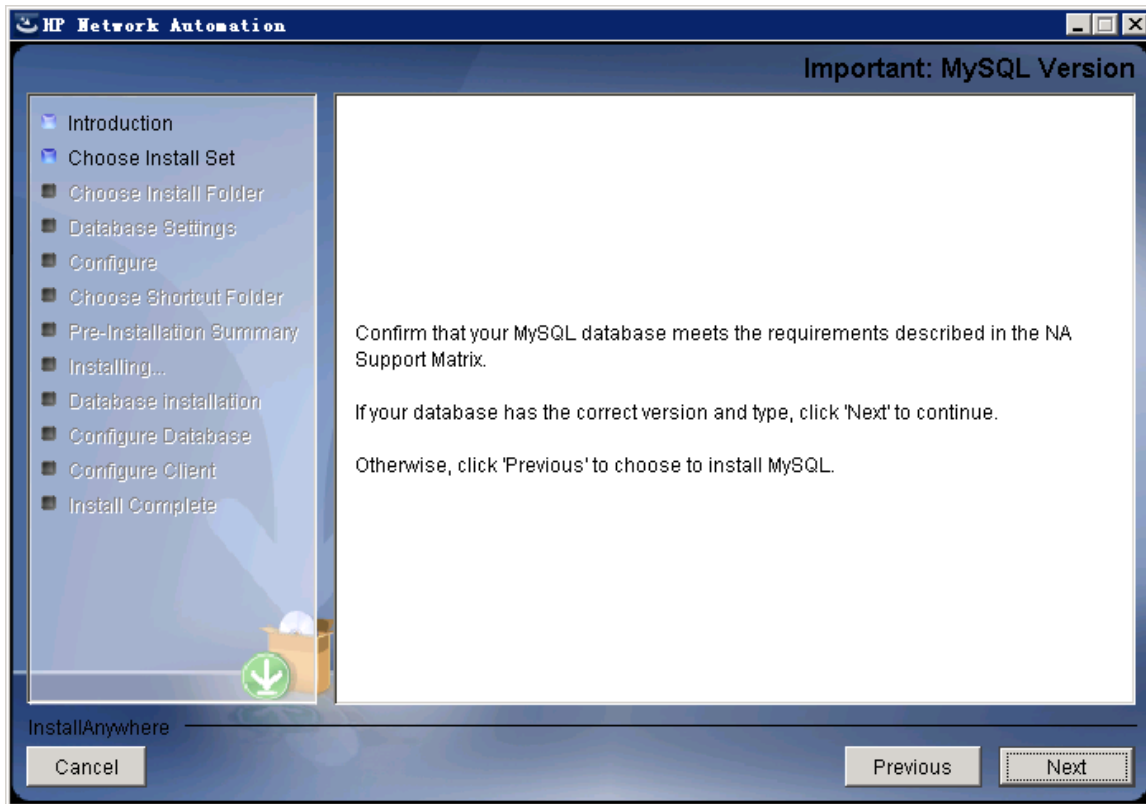 HP Network Automation
Important: MySQL Version
Introduction
Choose Install Set
Choose Install Folder
Database Settings
Configure
Choose Shortcut Folder
Pre-Installation Summary
Installing...
Database installation
Configure Database
Configure Client
Install Complete
Confirm that your MySQL database meets the requirements described in the NA
Support Matrix.
If your database has the correct version and type, click 'Next' to continue.
Otherwise, click 'Previous' to choose to install MySQL.
InstallAnywhere
Cancel
Previous
Next